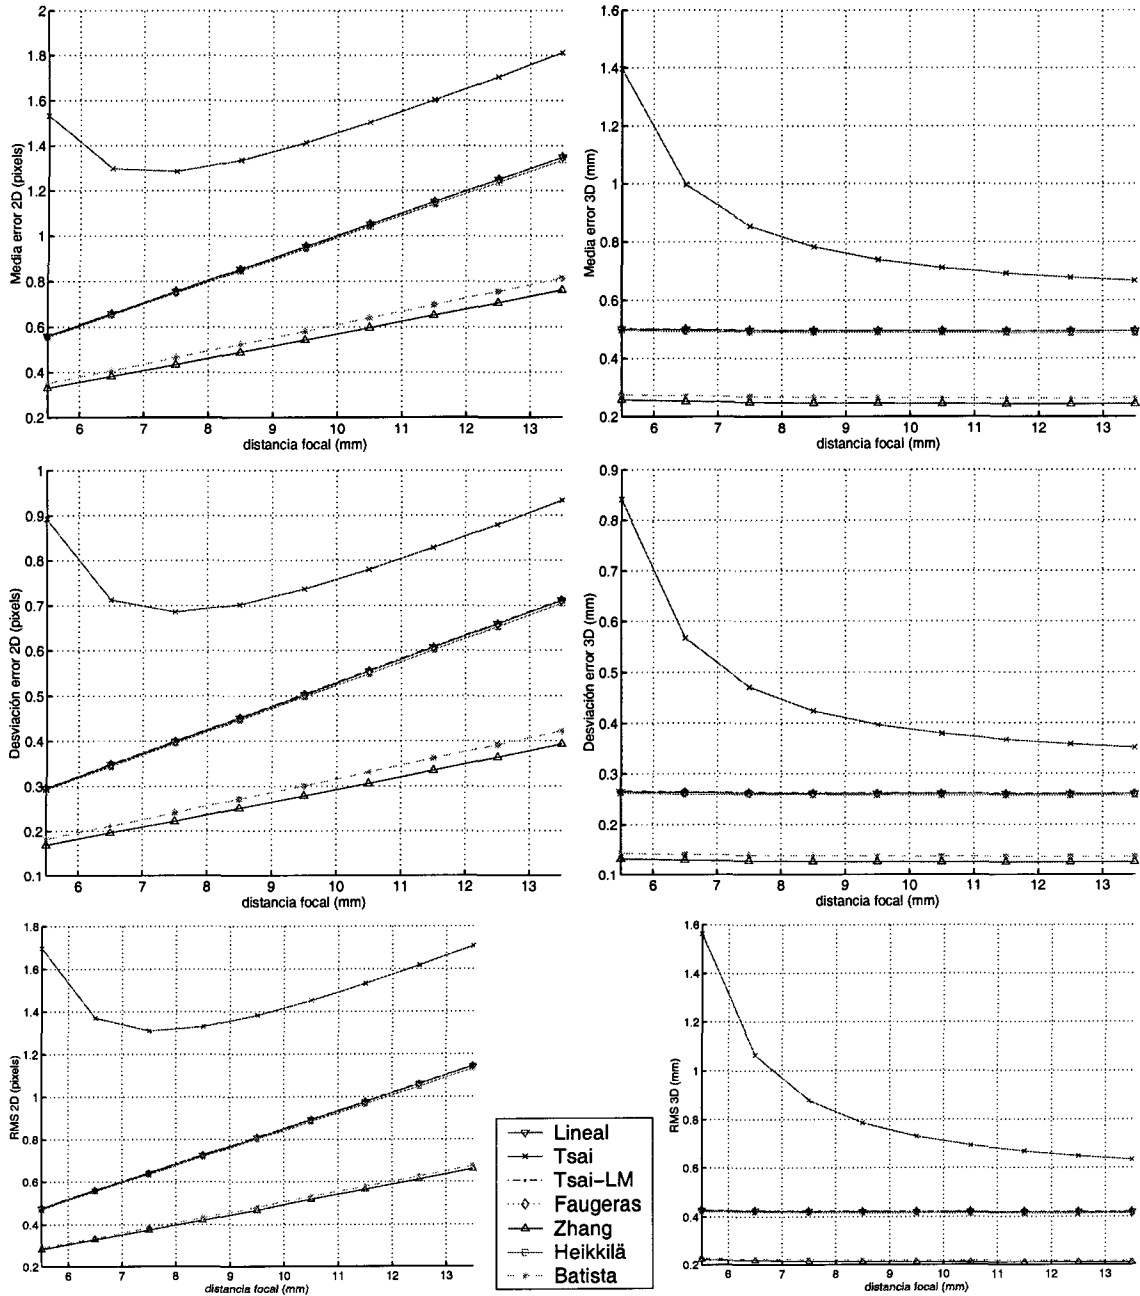 2
1.8
1.6
1.4
1.2
1
0.8
0.6
0.4
0.2
Media error 2D (pixels)
6 7 8 9 10 11 12 13
distancia focal (mm)
1.6
1.4
1.2
1
0.8
0.6
0.4
0.2
Media error 3D (mm)
6 7 8 9 10 11 12 13
distancia focal (mm)
1
0.9
0.8
0.7
0.6
0.5
0.4
0.3
0.2
0.1
Desviación error 2D (pixels)
6 7 8 9 10 11 12 13
distancia focal (mm)
0.9
0.8
0.7
0.6
0.5
0.4
0.3
0.2
0.1
Desviación error 3D (mm)
6 7 8 9 10 11 12 13
distancia focal (mm)
1.8
1.6
1.4
1.2
1
0.8
0.6
0.4
0.2
RMS 2D (pixels)
6 7 8 9 10 11 12 13
distancia focal (mm)
Lineal
Tsai
Tsai-LM
Faugeras
Zhang
Heikkilä
Batista
1.6
1.4
1.2
1
0.8
0.6
0.4
0.2
RMS 3D (mm)
6 7 8 9 10 11 12 13
distancia focal (mm)